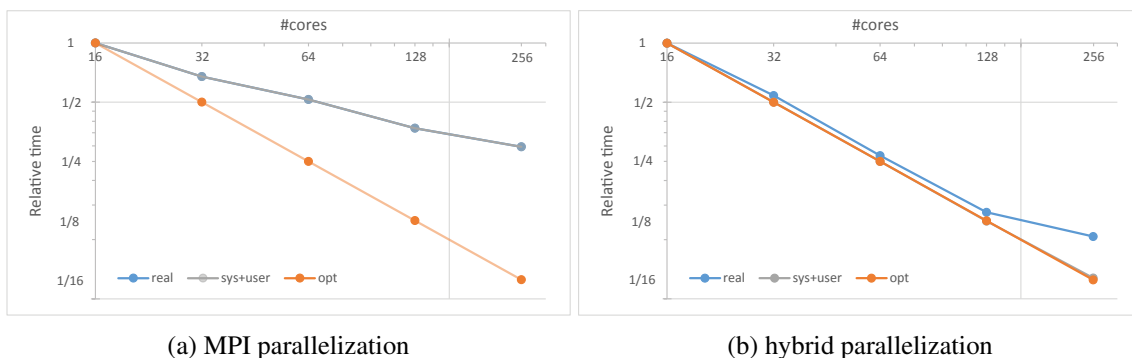 #cores
1
16 32 64 128 256
1/2
1/4
1/8
1/16
Relative time
real sys+user opt
(a) MPI parallelization
#cores
1
16 32 64 128 256
1/2
1/4
1/8
1/16
Relative time
real sys+user opt
(b) hybrid parallelization